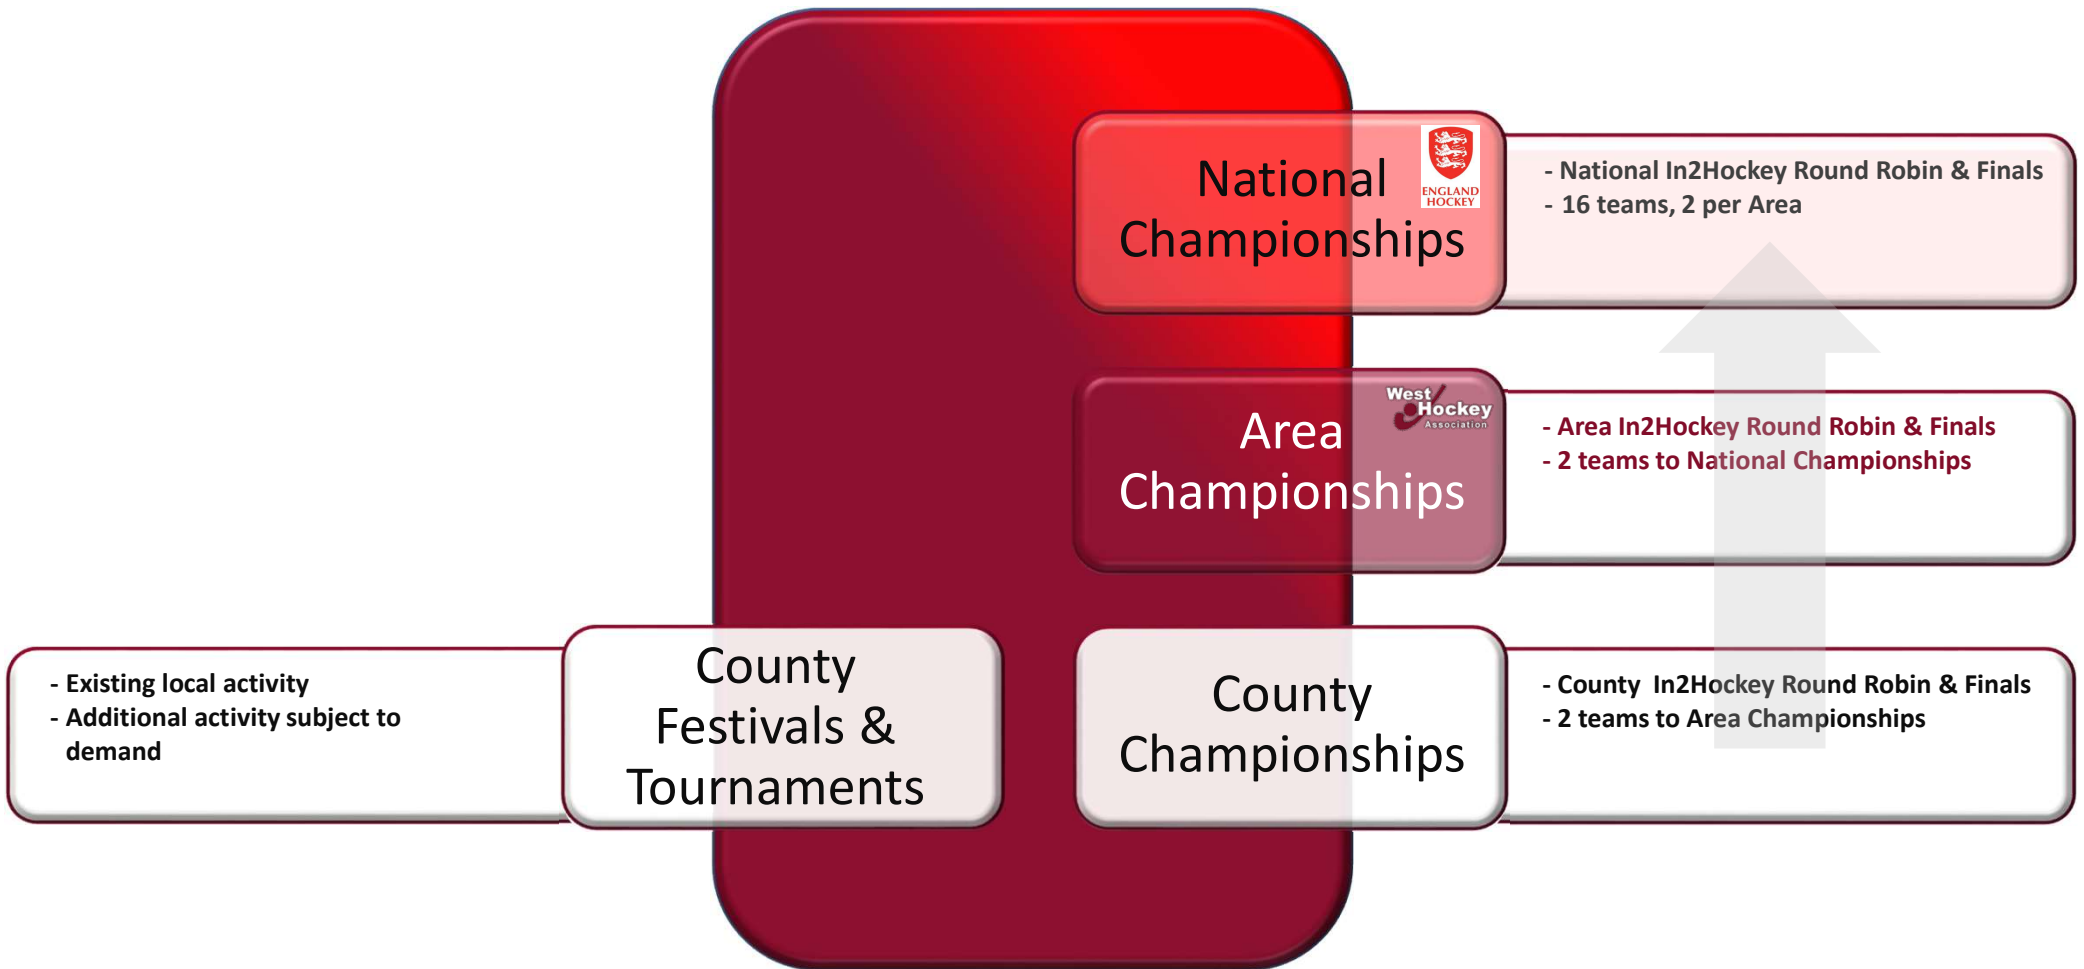 National
Championships
ENGLAND
HOCKEY
- National In2Hockey Round Robin & Finals
- 16 teams, 2 per Area
Area
Championships
West
Hockey
Association
- Area In2Hockey Round Robin & Finals
- 2 teams to National Championships
- Existing local activity
- Additional activity subject to
demand
County
Festivals &
Tournaments
County
Championships
- County In2Hockey Round Robin & Finals
- 2 teams to Area Championships